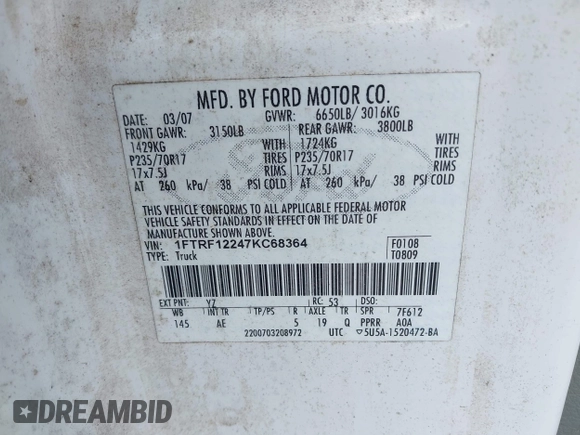 MFD. BY FORD MOTOR CO.
DATE: 03/07 GVWR: 6650LB/ 3016KG
FRONT GAWR: 3150LB REAR GAWR: 3800LB
1429KG WITH 1724KG WITH
P235/70R17 TIRES P235/70R17 TIRES
17x7.5J RIMS 17x7.5J RIMS
AT 260 kPa/ 38 PSI COLD AT 260 kPa/ 38 PSI COLD
THIS VEHICLE CONFORMS TO ALL APPLICABLE FEDERAL MOTOR
VEHICLE SAFETY STANDARDS IN EFFECT ON THE DATE OF
MANUFACTURE SHOWN ABOVE.
VIN: 1FTRF12247KC68364 F0108
TYPE: Truck T0809
EXT PNT: YZ RC: 53 DSO:
WB INT TR TP/PS R AXLE TR SPR 7F612
145 AE 5 19 Q PPRR AOA
2200703208972 UTC 5U5A-1520472-BA
DREAMBID